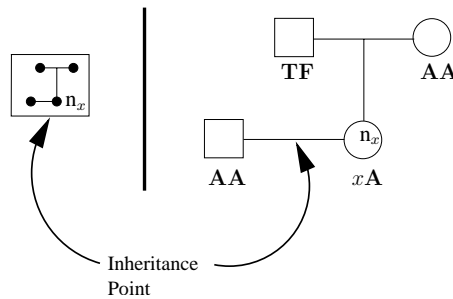 n_x
TF AA
n_x
AA xA
Inheritance
Point